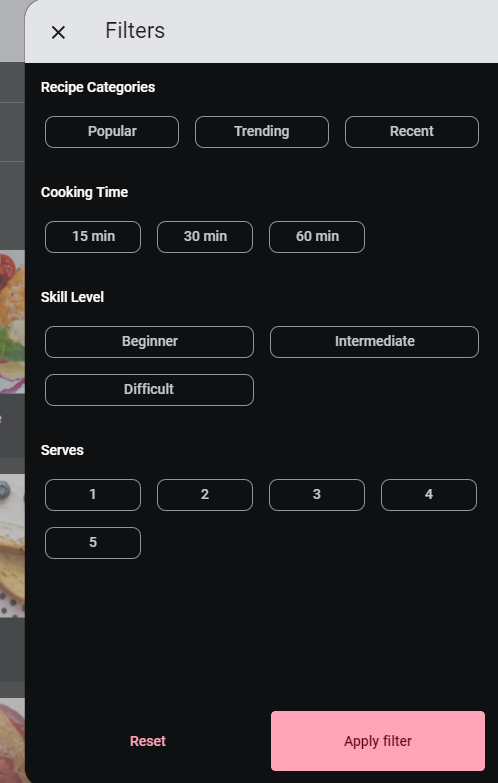 Filters
Recipe Categories
Popular Trending Recent
Cooking Time
15 min 30 min 60 min
Skill Level
Beginner Intermediate
Difficult
Serves
1 2 3 4
5
Reset Apply filter